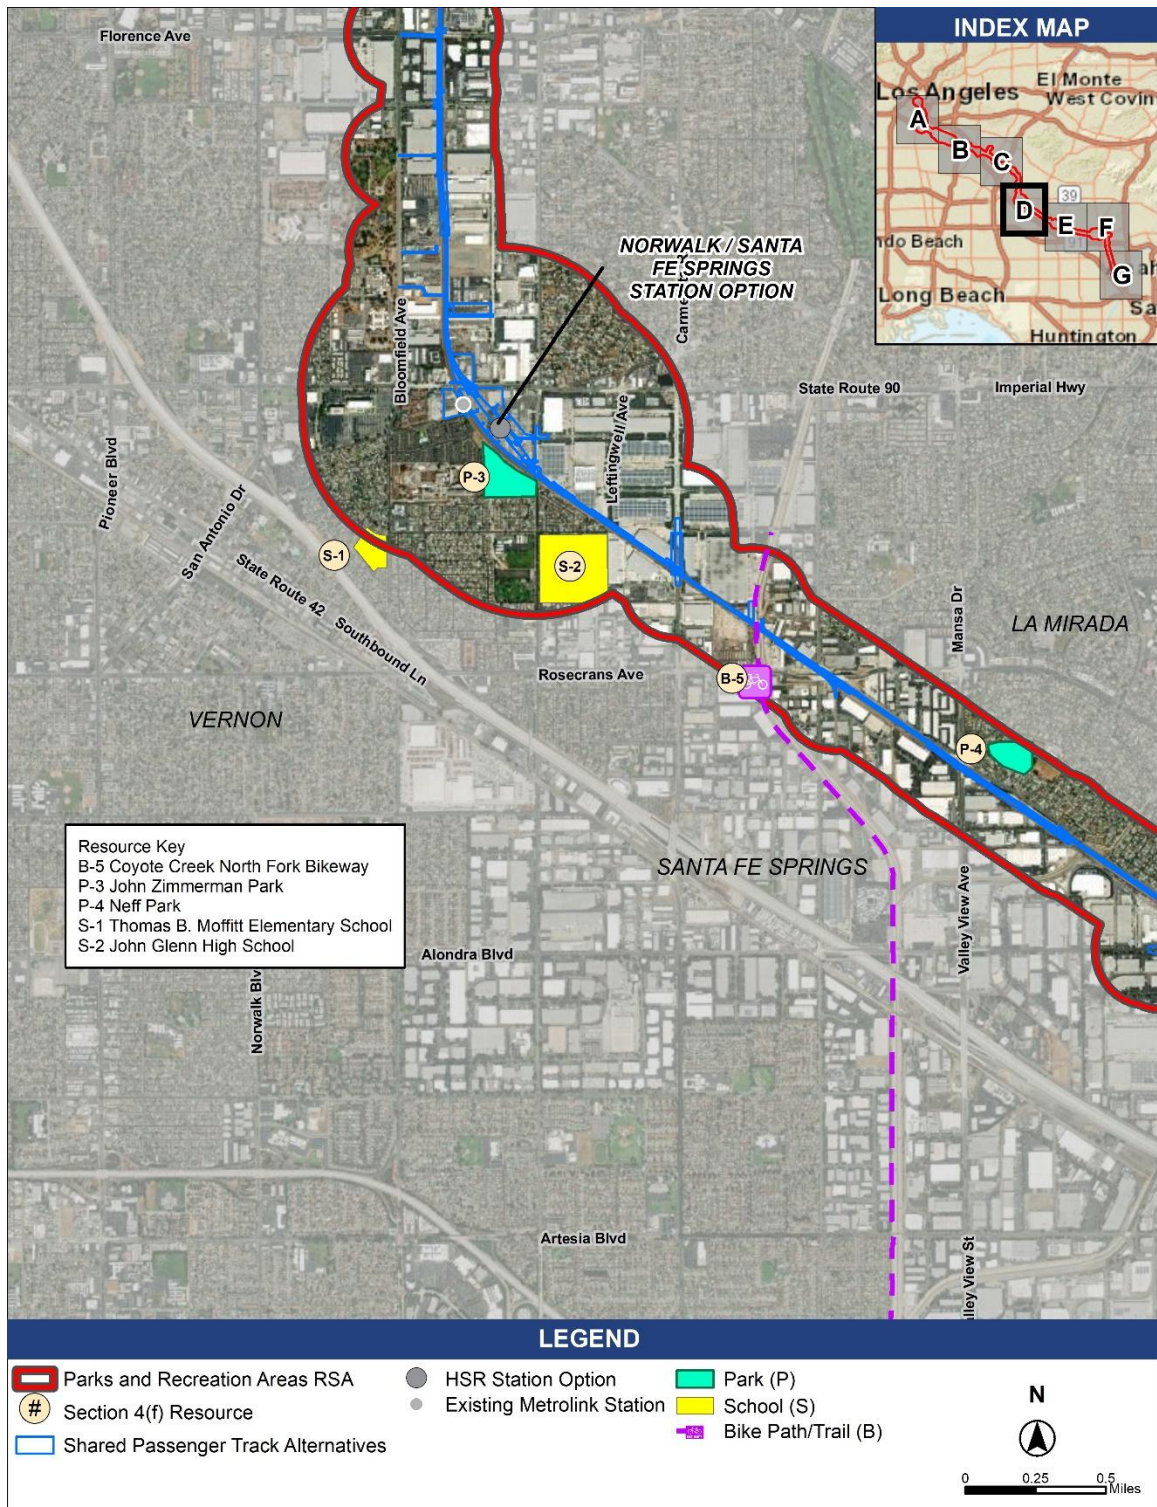 Florence Ave
INDEX MAP
El Monte
Los Angeles
West Covin
A
B
C
39
D
E
F
G
ndo Beach
Long Beach
Huntington
NORWALK / SANTA
FE SPRINGS
STATION OPTION
Bloomfield Ave
State Route 90
Imperial Hwy
Leffingwell Ave
Pioneer Blvd
San Antonio Dr
P-3
S-1
S-2
State Route 42 Southbound Ln
Mansa Dr
LA MIRADA
Rosecrans Ave
B-5
VERNON
P-4
Resource Key
B-5 Coyote Creek North Fork Bikeway
P-3 John Zimmerman Park
P-4 Neff Park
S-1 Thomas B. Moffitt Elementary School
S-2 John Glenn High School
SANTA FE SPRINGS
Valley View Ave
Alondra Blvd
Norwalk Blv
Artesia Blvd
alley View St
LEGEND
Parks and Recreation Areas RSA
# Section 4(f) Resource
Shared Passenger Track Alternatives
HSR Station Option
Existing Metrolink Station
Park (P)
School (S)
Bike Path/Trail (B)
N
0 0.25 0.5
Miles